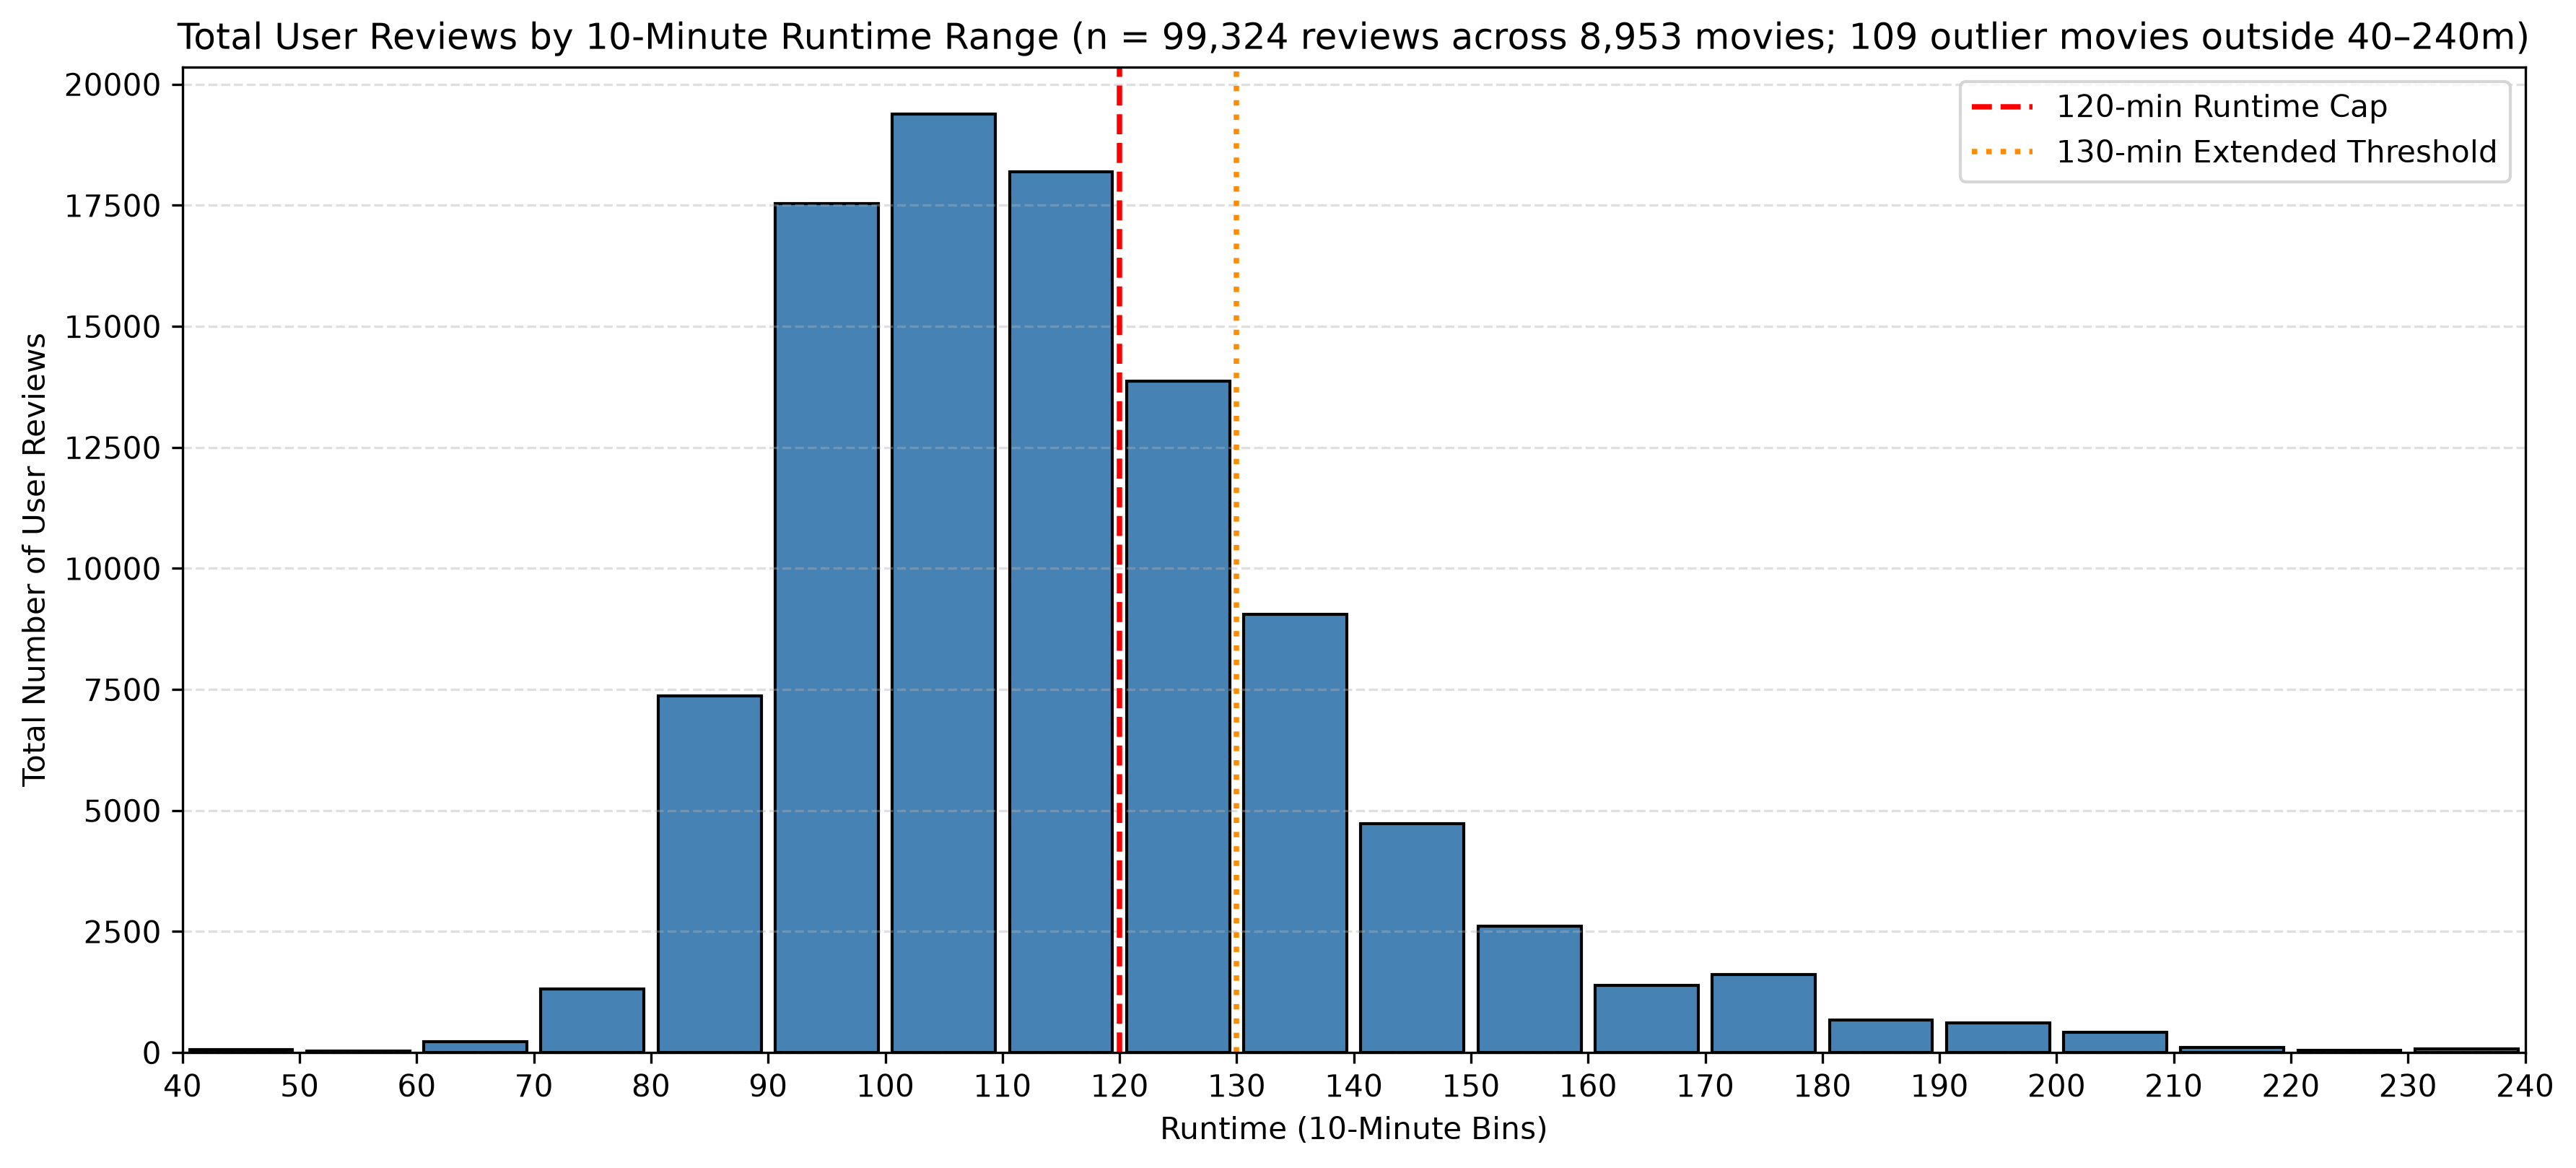 Total User Reviews by 10-Minute Runtime Range (n = 99,324 reviews across 8,953 movies; 109 outlier movies outside 40–240m)
120-min Runtime Cap
130-min Extended Threshold
Total Number of User Reviews
20000
17500
15000
12500
10000
7500
5000
2500
0
40 50 60 70 80 90 100 110 120 130 140 150 160 170 180 190 200 210 220 230 240
Runtime (10-Minute Bins)